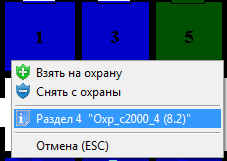 1 3 5
Взять на охрану
Снять с охраны
Раздел 4 "Охр_с2000_4 (8.2)"
Отмена (ESC)